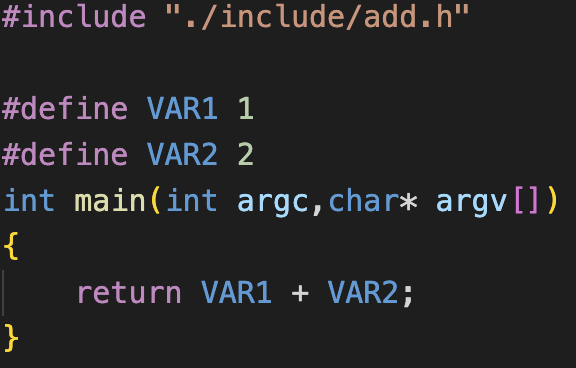 #include "./include/add.h"
#define VAR1 1
#define VAR2 2
int main(int argc,char* argv[])
{
    return VAR1 + VAR2;
}